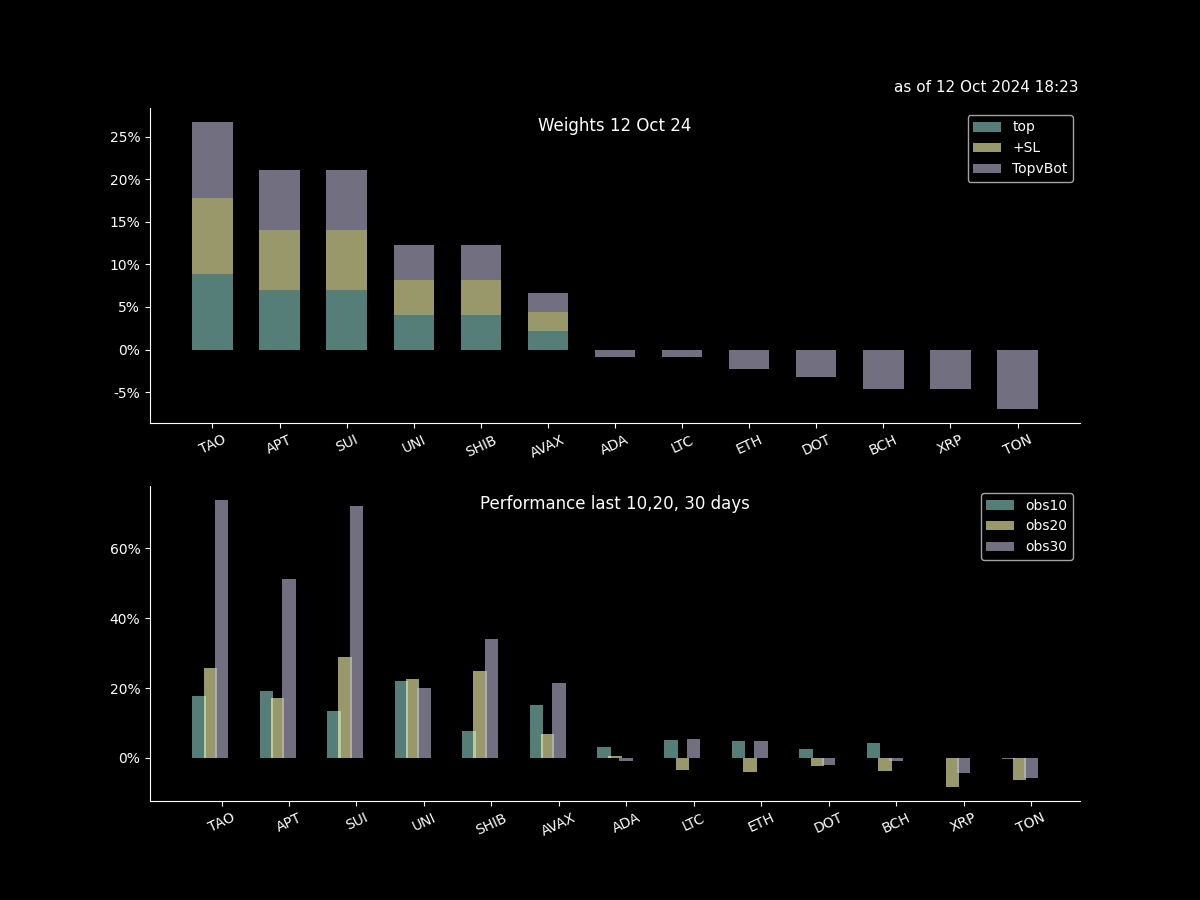 as of 12 Oct 2024 18:23
Weights 12 Oct 24
top
+SL
TopvBot
25%
20%
15%
10%
5%
0%
-5%
TAO APT SUI UNI SHIB AVAX ADA LTC ETH DOT BCH XRP TON
Performance last 10,20, 30 days
obs10
obs20
obs30
60%
40%
20%
0%
TAO APT SUI UNI SHIB AVAX ADA LTC ETH DOT BCH XRP TON